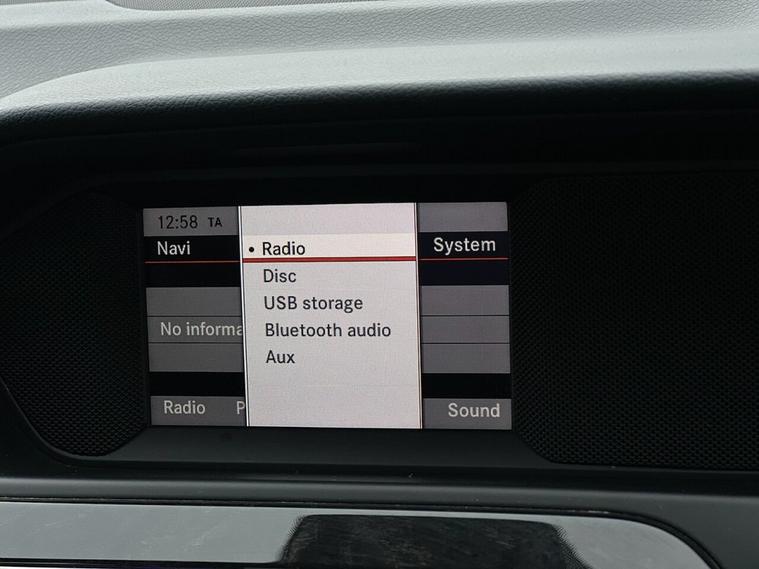 12:58 TA
Navi
• Radio
System
Disc
USB storage
No informa
Bluetooth audio
Aux
Radio P
Sound